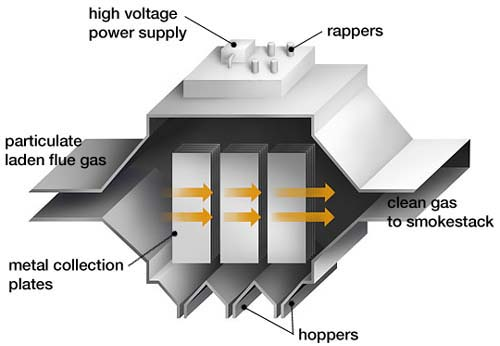 high voltage
power supply
rappers
particulate
laden flue gas
clean gas
to smokestack
metal collection
plates
hoppers